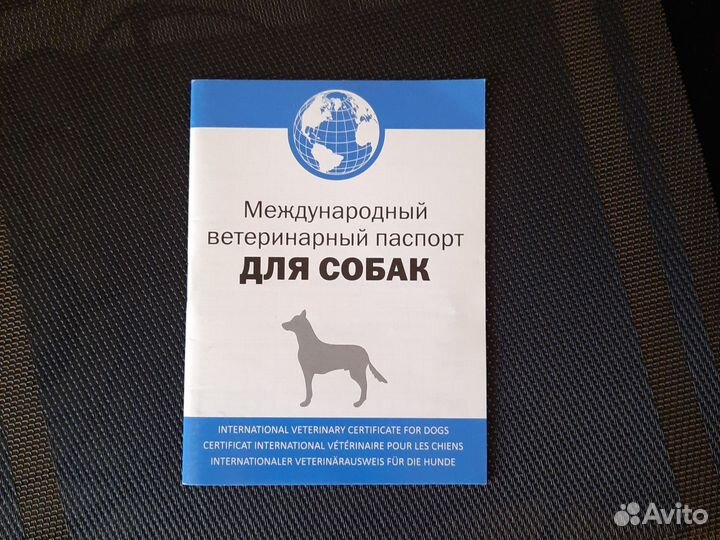 Международный
ветеринарный паспорт
ДЛЯ СОБАК
INTERNATIONAL VETERINARY CERTIFICATE FOR DOGS
CERTIFICAT INTERNATIONAL VÉTÉRINAIRE POUR LES CHIENS
INTERNATIONALER VETERINÄRAUSWEIS FÜR DIE HUNDE
Avito